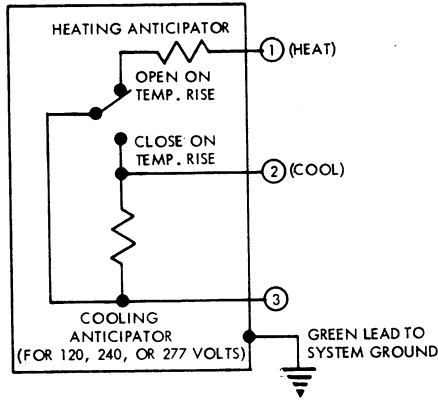 HEATING ANTICIPATOR
1 (HEAT)
OPEN ON
TEMP. RISE
CLOSE ON
TEMP. RISE
2 (COOL)
3
COOLING
ANTICIPATOR
(FOR 120, 240, OR 277 VOLTS)
GREEN LEAD TO
SYSTEM GROUND